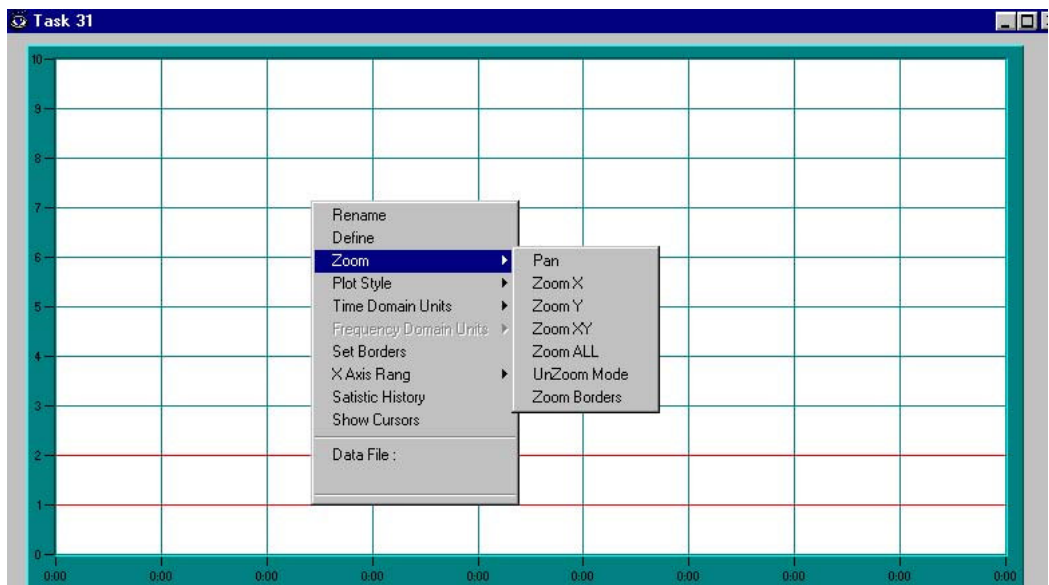 Task 31
10
9
8
7
6
5
4
3
2
1
0
Rename
Define
Zoom
Plot Style
Time Domain Units
Frequency Domain Units
Set Borders
X Axis Rang
Satistic History
Show Cursors
Data File :
Pan
Zoom X
Zoom Y
Zoom XY
Zoom ALL
UnZoom Mode
Zoom Borders
0:00 0:00 0:00 0:00 0:00 0:00 0:00 0:00 0:00 0:00